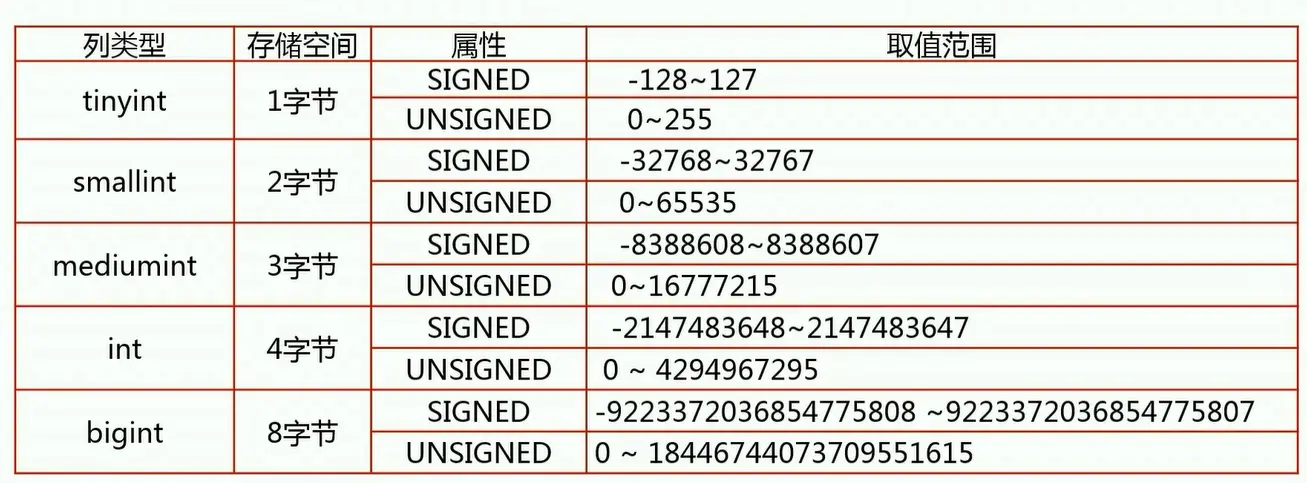 列类型 存储空间 属性 取值范围
tinyint 1字节 SIGNED -128~127
UNSIGNED 0~255
smallint 2字节 SIGNED -32768~32767
UNSIGNED 0~65535
mediumint 3字节 SIGNED -8388608~8388607
UNSIGNED 0~16777215
int 4字节 SIGNED -2147483648~2147483647
UNSIGNED 0 ~ 4294967295
bigint 8字节 SIGNED -9223372036854775808 ~9223372036854775807
UNSIGNED 0 ~ 18446744073709551615